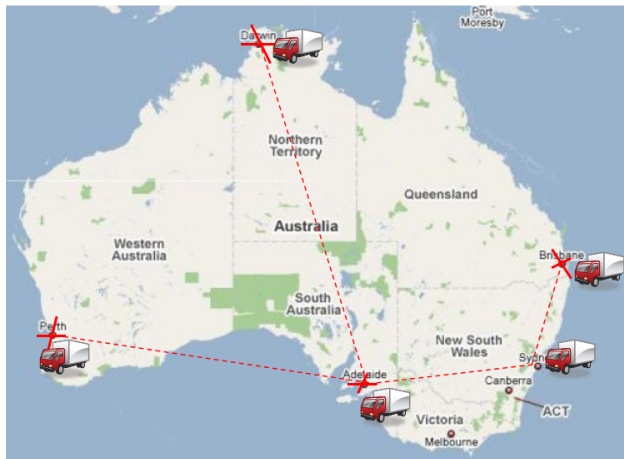 Port
Moresby
Darwin
Northern
Territory
Queensland
Australia
Western
Australia
Brisbane
South
Australia
Perth
New South
Wales
Adelaide
Canberra
ACT
Victoria
Melbourne